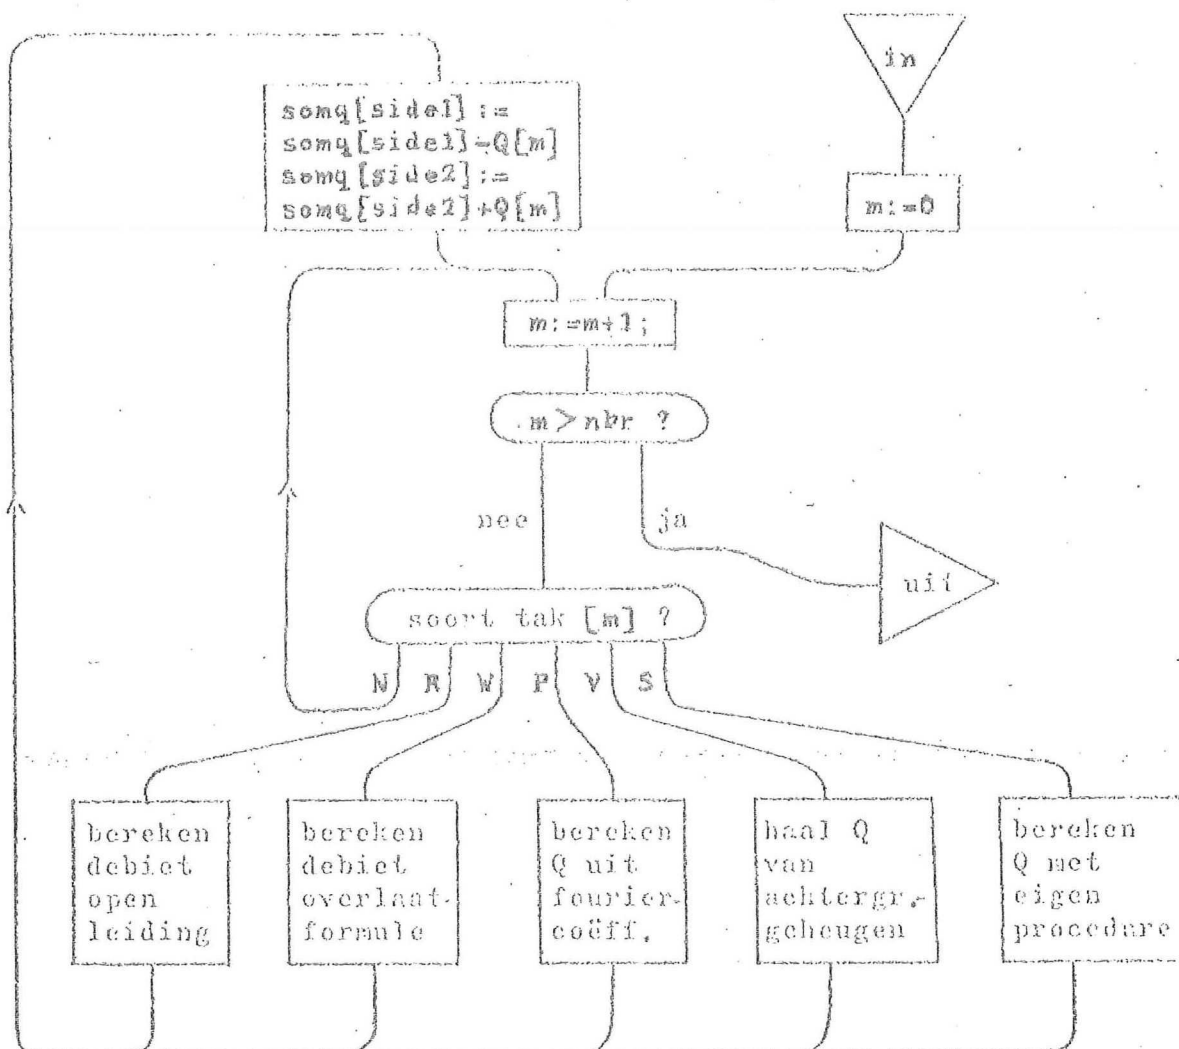 in
somq[side1]:=
somq[side1]-Q[m]
somq[side2]:=
somq[side2]+Q[m]
m:=0
m:=m+1;
m>nbr ?
nee
ja
uit
soort tak [m] ?
N R W P V S
bereken
debiet
open
leiding
bereken
debiet
overlaat-
formule
bereken
Q uit
fourier-
coëff.
haal Q
van
achtergr.-
geheugen
bereken
Q met
eigen
procedure